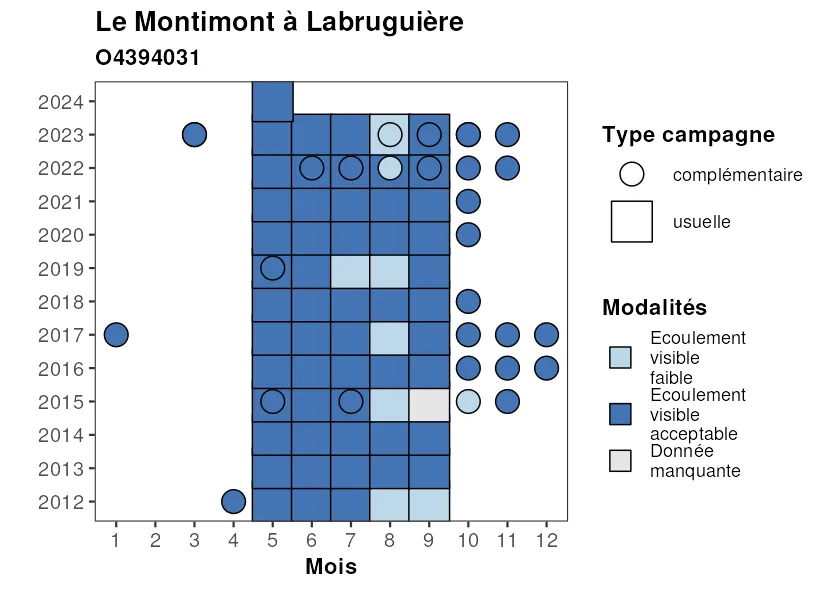 Le Montimont à Labruguière
O4394031
2024
2023
2022
2021
2020
2019
2018
2017
2016
2015
2014
2013
2012
1 2 3 4 5 6 7 8 9 10 11 12
Mois
Type campagne
complémentaire
usuelle
Modalités
Ecoulement
visible
faible
Ecoulement
visible
acceptable
Donnée
manquante